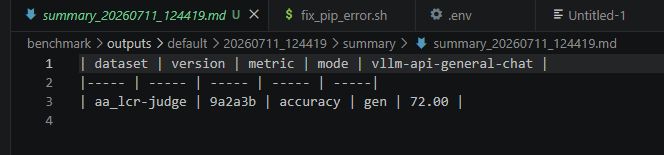 summary_20260711_124419.md U
fix_pip_error.sh
.env
Untitled-1
benchmark > outputs > default > 20260711_124419 > summary > summary_20260711_124419.md
1 | dataset | version | metric | mode | vllm-api-general-chat |
2 |----- | ----- | ----- | ----- | -----|
3 | aa_lcr-judge | 9a2a3b | accuracy | gen | 72.00 |
4